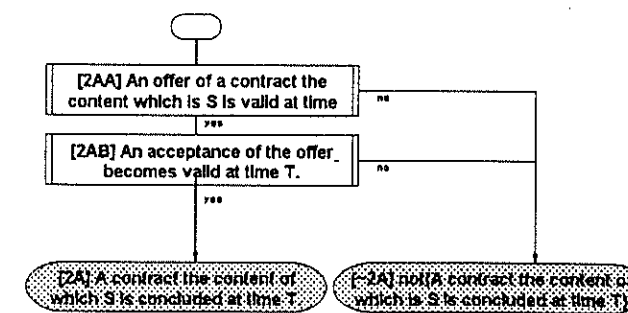 [2AA] An offer of a contract the
content which is S is valid at time
no
yes
[2AB] An acceptance of the offer
becomes valid at time T.
no
yes
[2A] A contract the content of
which S is concluded at time T.
[~2A] not(A contract the content o
which is S is concluded at time T)